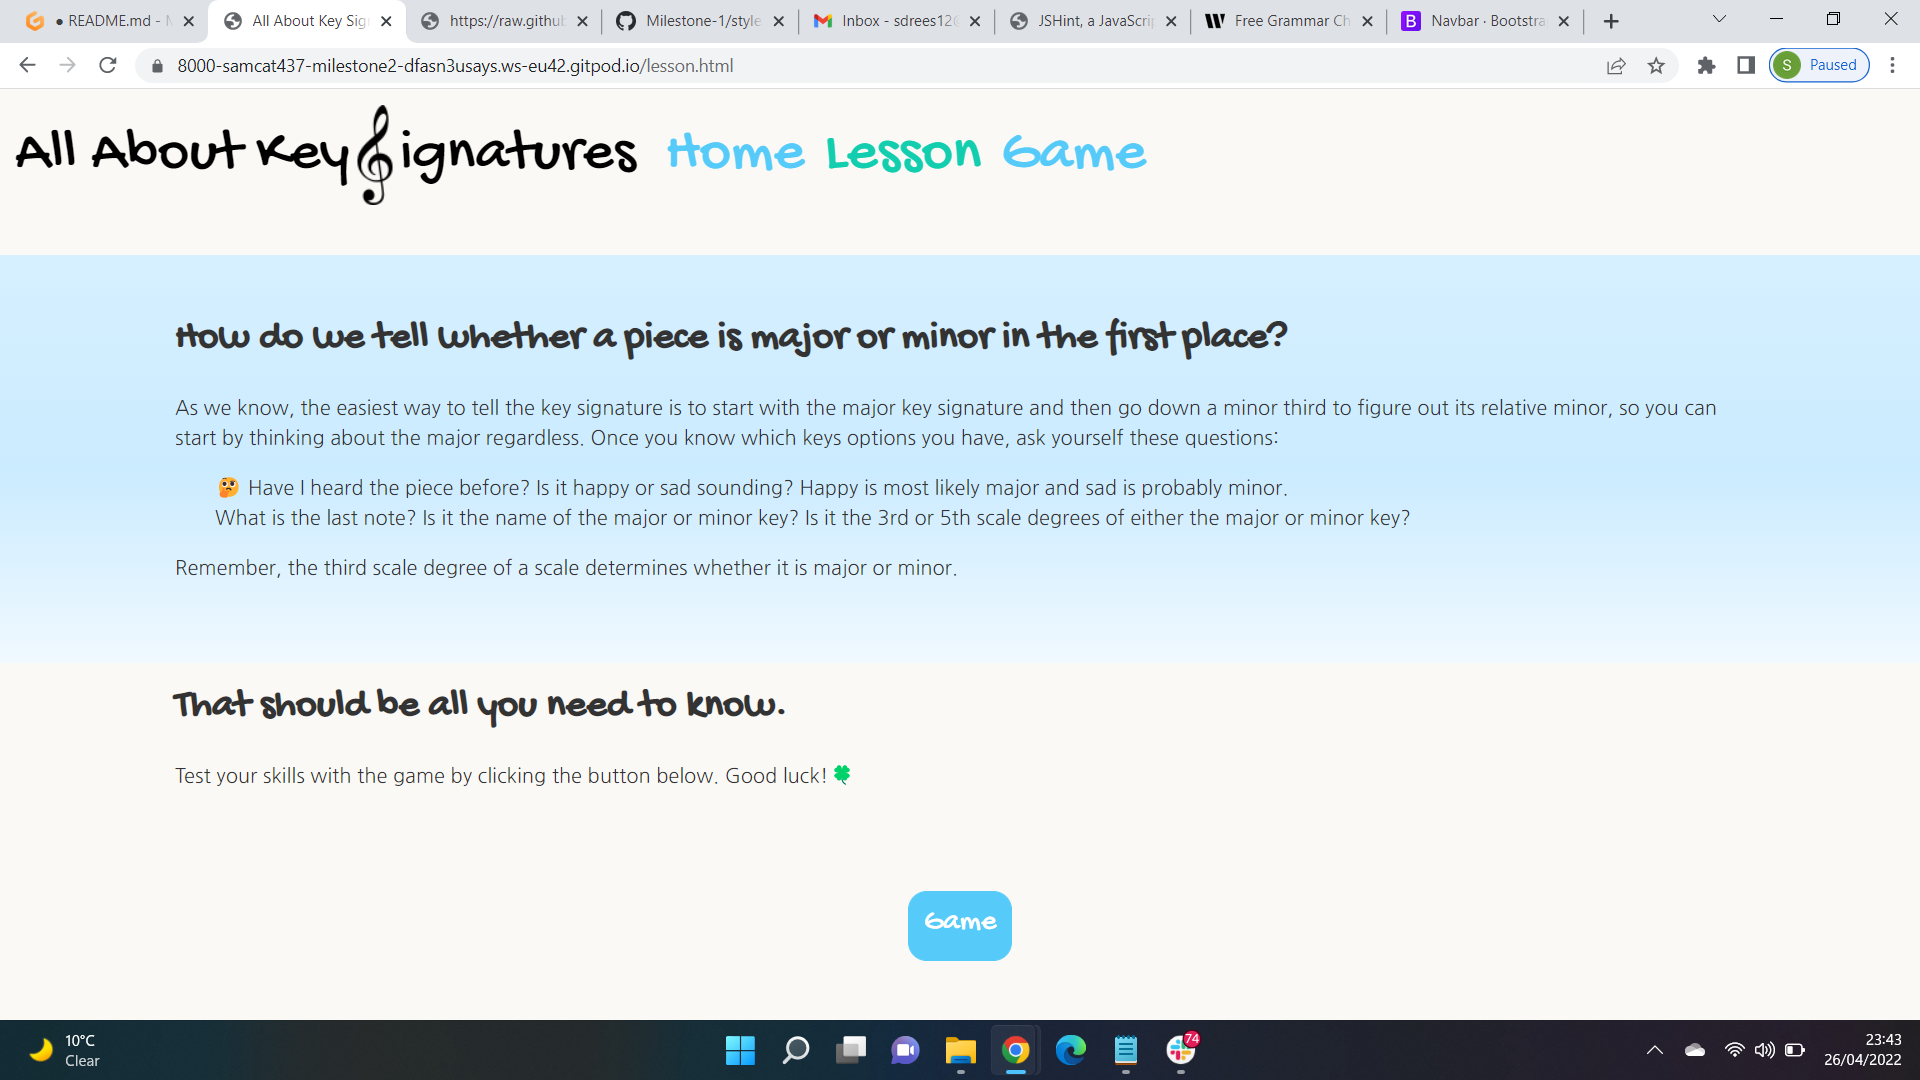 README.md - M
All About Key Sig
https://raw.githu
Milestone-1/style
Inbox - sdrees12
JSHint, a JavaScri
Free Grammar Ch
Navbar · Bootstra
8000-samcat437-milestone2-dfasn3usays.ws-eu42.gitpod.io/lesson.html
S Paused
All About Key ignatures Home Lesson Game
How do we tell whether a piece is major or minor in the first place?
As we know, the easiest way to tell the key signature is to start with the major key signature and then go down a minor third to figure out its relative minor, so you can
start by thinking about the major regardless. Once you know which keys options you have, ask yourself these questions:
🤔 Have I heard the piece before? Is it happy or sad sounding? Happy is most likely major and sad is probably minor.
What is the last note? Is it the name of the major or minor key? Is it the 3rd or 5th scale degrees of either the major or minor key?
Remember, the third scale degree of a scale determines whether it is major or minor.
That should be all you need to know.
Test your skills with the game by clicking the button below. Good luck! 🍀
Game
10°C
Clear
74
23:43
26/04/2022